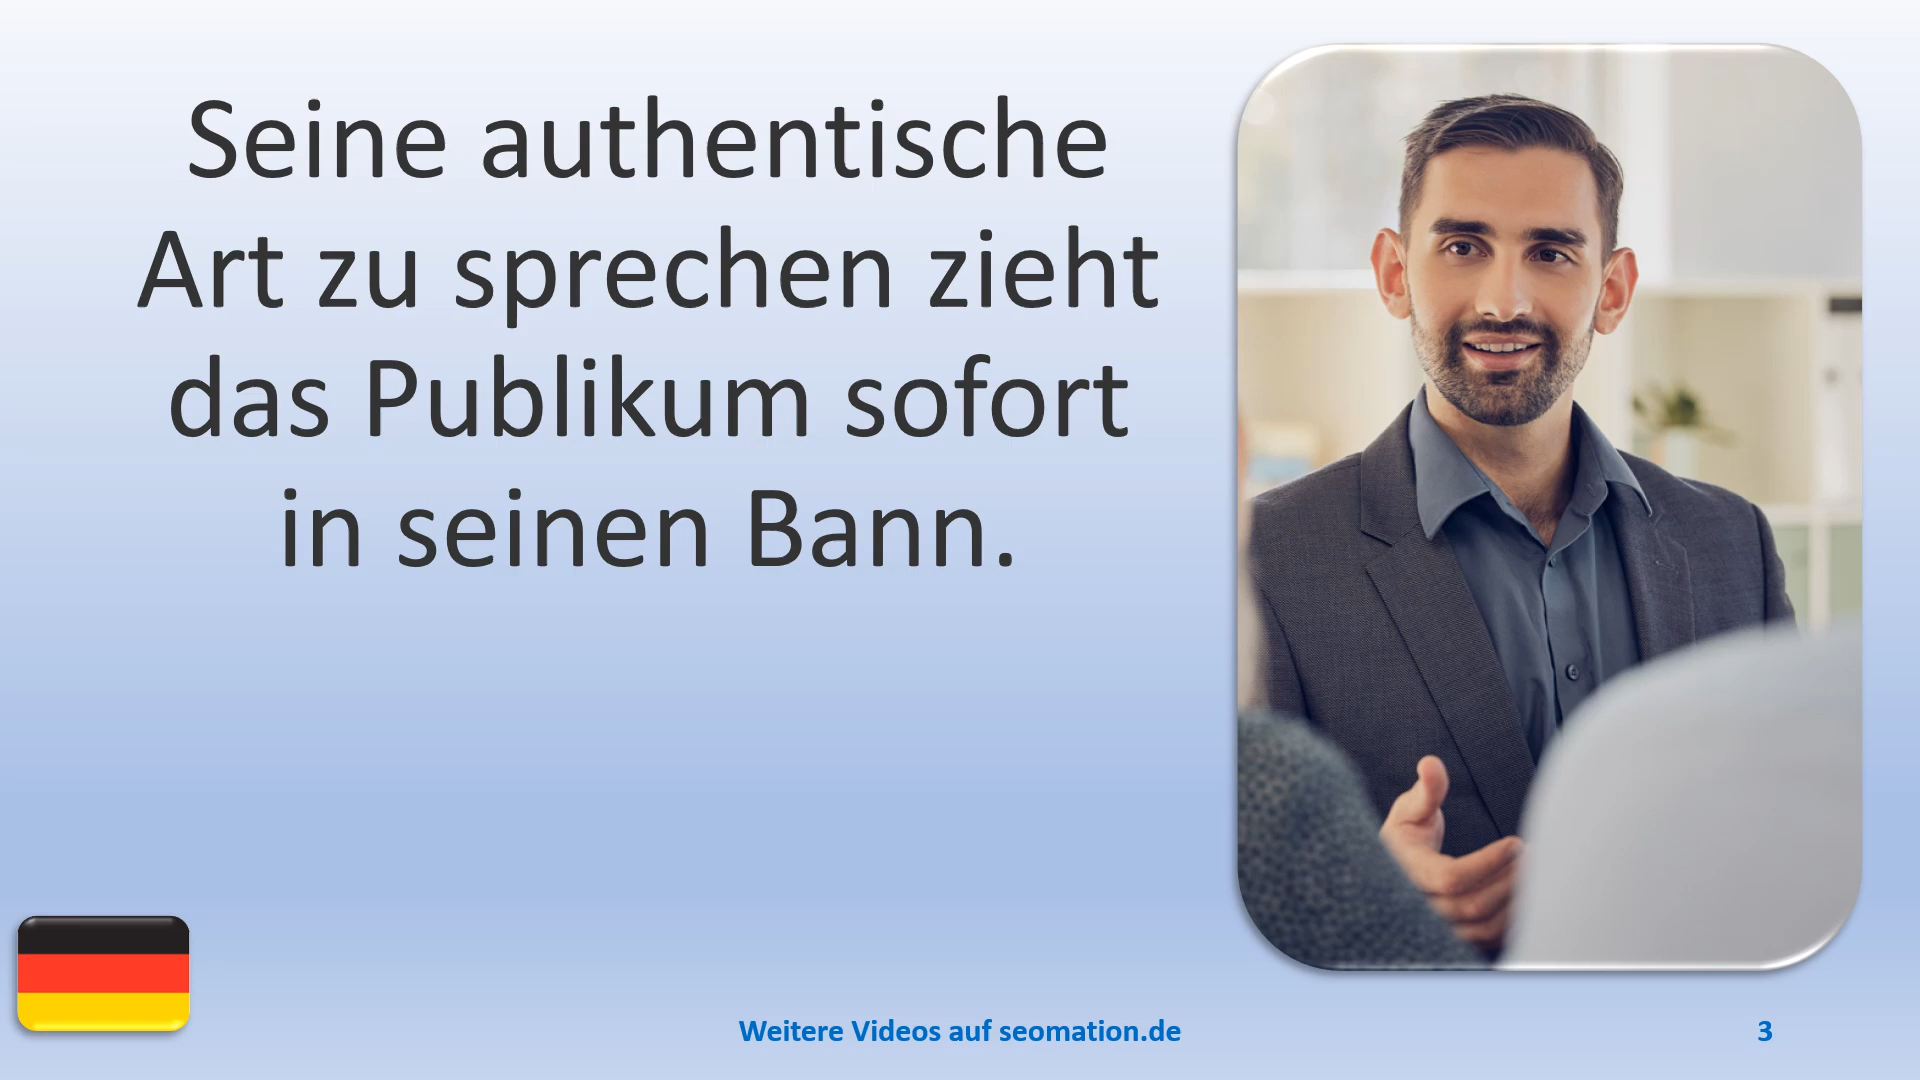 Seine authentische
Art zu sprechen zieht
das Publikum sofort
in seinen Bann.
Weitere Videos auf seomation.de
3